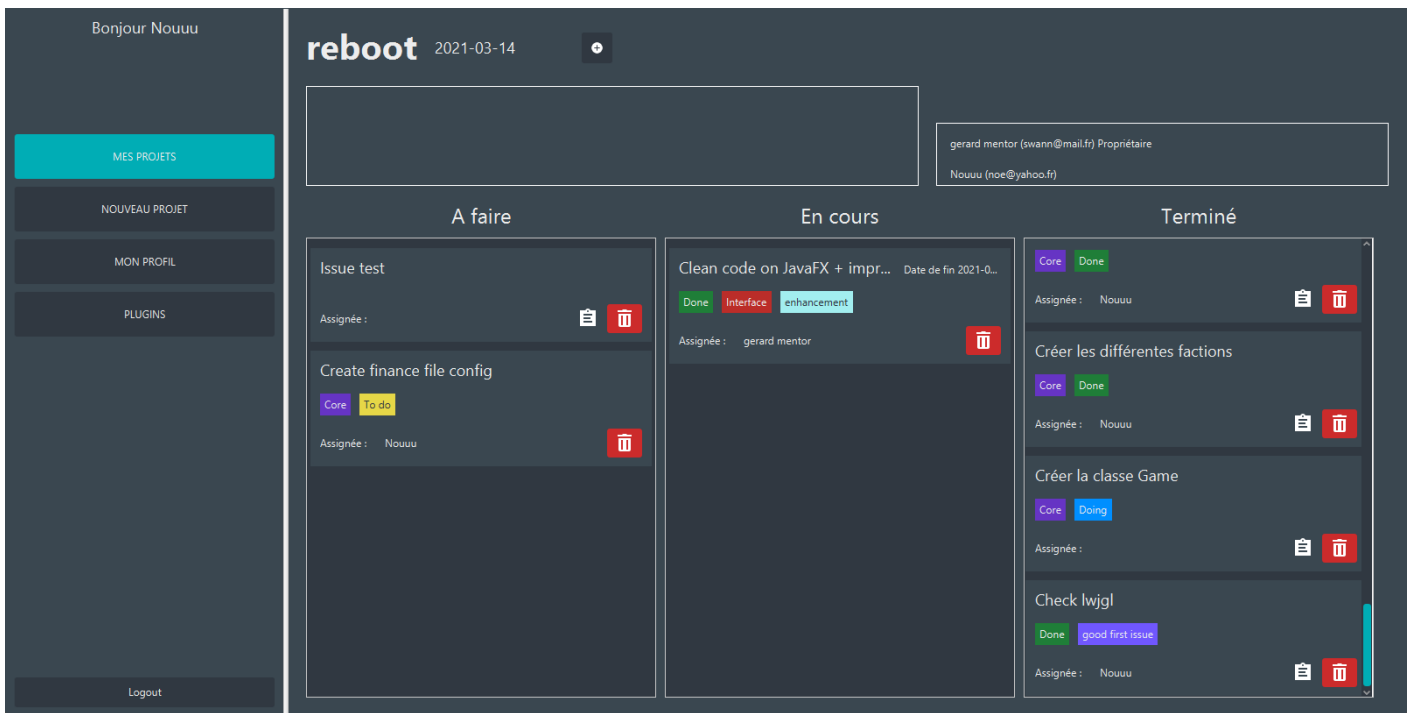 Bonjour Nouuu
MES PROJETS
NOUVEAU PROJET
MON PROFIL
PLUGINS
Logout
reboot 2021-03-14
gerard mentor (swann@mail.fr) Propriétaire
Nouuu (noe@yahoo.fr)
A faire
Issue test
Assignée :
Create finance file config
Core To do
Assignée : Nouuu
En cours
Clean code on JavaFX + impr... Date de fin 2021-0...
Done Interface enhancement
Assignée : gerard mentor
Terminé
Core Done
Assignée : Nouuu
Créer les différentes factions
Core Done
Assignée : Nouuu
Créer la classe Game
Core Doing
Assignée :
Check lwjgl
Done good first issue
Assignée : Nouuu